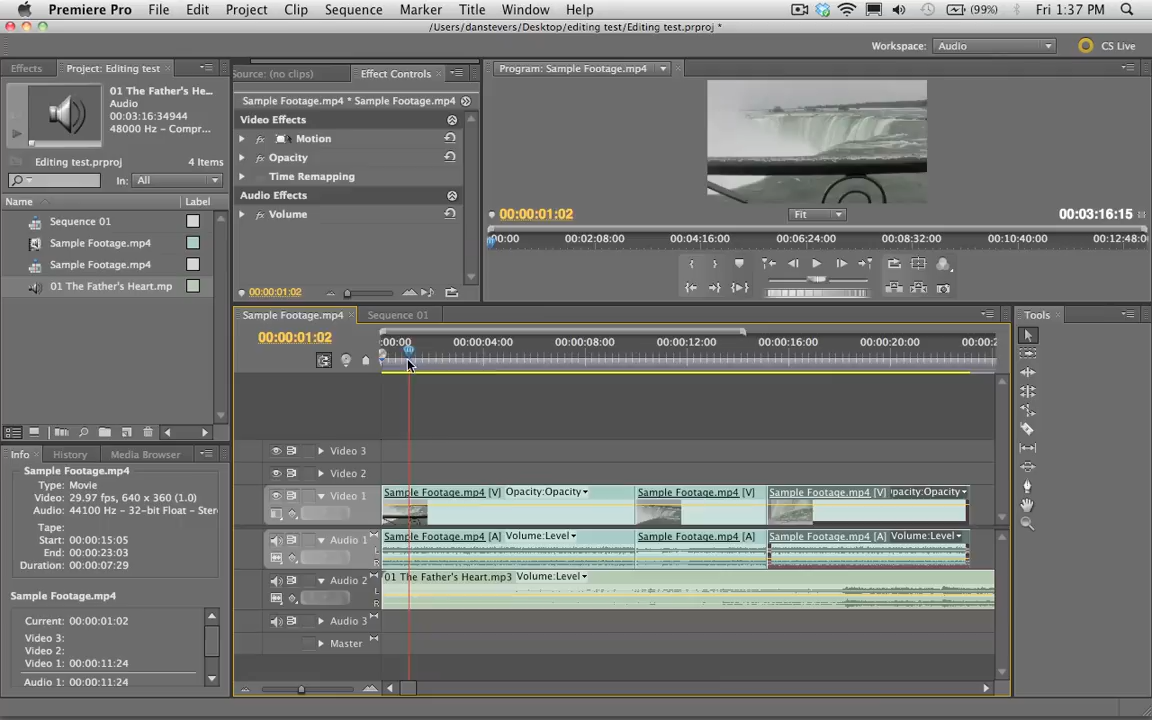 Premiere Pro File Edit Project Clip Sequence Marker Title Window Help (99%) Fri 1:37 PM
/Users/danstevers/Desktop/editing test/Editing test.prproj *
Workspace: Audio CS Live
Effects Project: Editing test
01 The Father's He...
Audio
00:03:16:34944
48000 Hz - Compr...
Editing test.prproj 4 Items
In: All
Name Label
Sequence 01
Sample Footage.mp4
Sample Footage.mp4
01 The Father's Heart.mp
Source: (no clips) Effect Controls
Sample Footage.mp4 * Sample Footage.mp4
Video Effects
fx Motion
fx Opacity
Time Remapping
Audio Effects
fx Volume
00:00:01:02
Program: Sample Footage.mp4
00:00:01:02 Fit 00:03:16:15
00:00 00:02:08:00 00:04:16:00 00:06:24:00 00:08:32:00 00:10:40:00 00:12:48:0
Info History Media Browser
Sample Footage.mp4
Type: Movie
Video: 29.97 fps, 640 x 360 (1.0)
Audio: 44100 Hz - 32-bit Float - Stere
Tape:
Start: 00:00:15:05
End: 00:00:23:03
Duration: 00:00:07:29
Sample Footage.mp4
Current: 00:00:01:02
Video 3:
Video 2:
Video 1: 00:00:11:24
Audio 1: 00:00:11:24
Sample Footage.mp4 Sequence 01
00:00:01:02
:00:00 00:00:04:00 00:00:08:00 00:00:12:00 00:00:16:00 00:00:20:00 00:00:2
Video 3
Video 2
Video 1 Sample Footage.mp4 [V] Opacity:Opacity Sample Footage.mp4 [V] Sample Footage.mp4 [V] pacity:Opacity
Audio 1 L R Sample Footage.mp4 [A] Volume:Level Sample Footage.mp4 [A] Sample Footage.mp4 [A] Volume:Level
Audio 2 L R 01 The Father's Heart.mp3 Volume:Level
Audio 3
Master
Tools